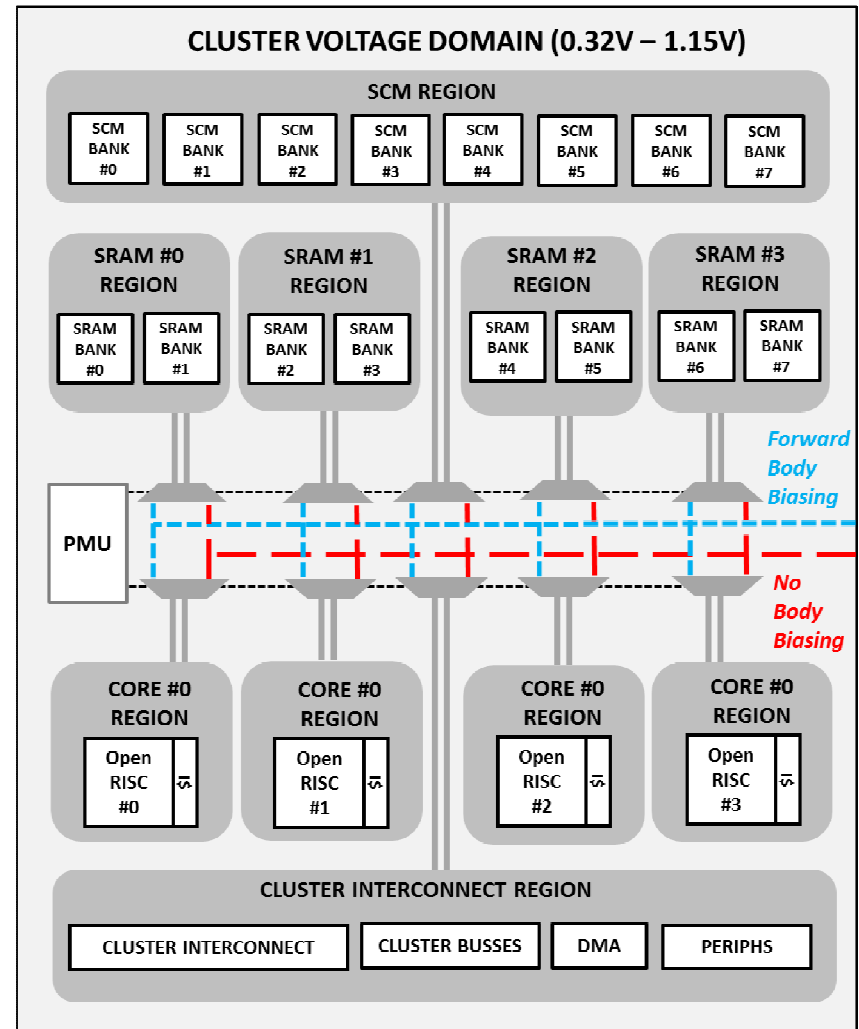 CLUSTER VOLTAGE DOMAIN (0.32V – 1.15V)
SCM REGION
SCM
BANK
#0
SCM
BANK
#1
SCM
BANK
#2
SCM
BANK
#3
SCM
BANK
#4
SCM
BANK
#5
SCM
BANK
#6
SCM
BANK
#7
SRAM #0
REGION
SRAM
BANK
#0
SRAM
BANK
#1
SRAM #1
REGION
SRAM
BANK
#2
SRAM
BANK
#3
SRAM #2
REGION
SRAM
BANK
#4
SRAM
BANK
#5
SRAM #3
REGION
SRAM
BANK
#6
SRAM
BANK
#7
Forward
Body
Biasing
PMU
No
Body
Biasing
CORE #0
REGION
Open
RISC
#0
I$
CORE #0
REGION
Open
RISC
#1
I$
CORE #0
REGION
Open
RISC
#2
I$
CORE #0
REGION
Open
RISC
#3
I$
CLUSTER INTERCONNECT REGION
CLUSTER INTERCONNECT
CLUSTER BUSSES
DMA
PERIPHS